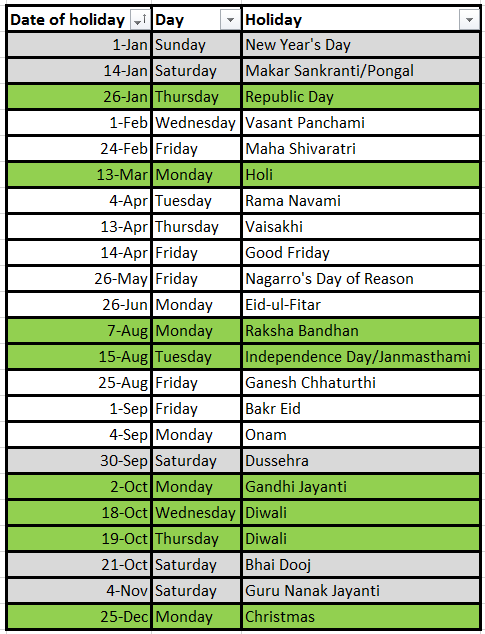 Date of holiday Day Holiday
1-Jan Sunday New Year's Day
14-Jan Saturday Makar Sankranti/Pongal
26-Jan Thursday Republic Day
1-Feb Wednesday Vasant Panchami
24-Feb Friday Maha Shivaratri
13-Mar Monday Holi
4-Apr Tuesday Rama Navami
13-Apr Thursday Vaisakhi
14-Apr Friday Good Friday
26-May Friday Nagarro's Day of Reason
26-Jun Monday Eid-ul-Fitar
7-Aug Monday Raksha Bandhan
15-Aug Tuesday Independence Day/Janmasthami
25-Aug Friday Ganesh Chhaturthi
1-Sep Friday Bakr Eid
4-Sep Monday Onam
30-Sep Saturday Dussehra
2-Oct Monday Gandhi Jayanti
18-Oct Wednesday Diwali
19-Oct Thursday Diwali
21-Oct Saturday Bhai Dooj
4-Nov Saturday Guru Nanak Jayanti
25-Dec Monday Christmas